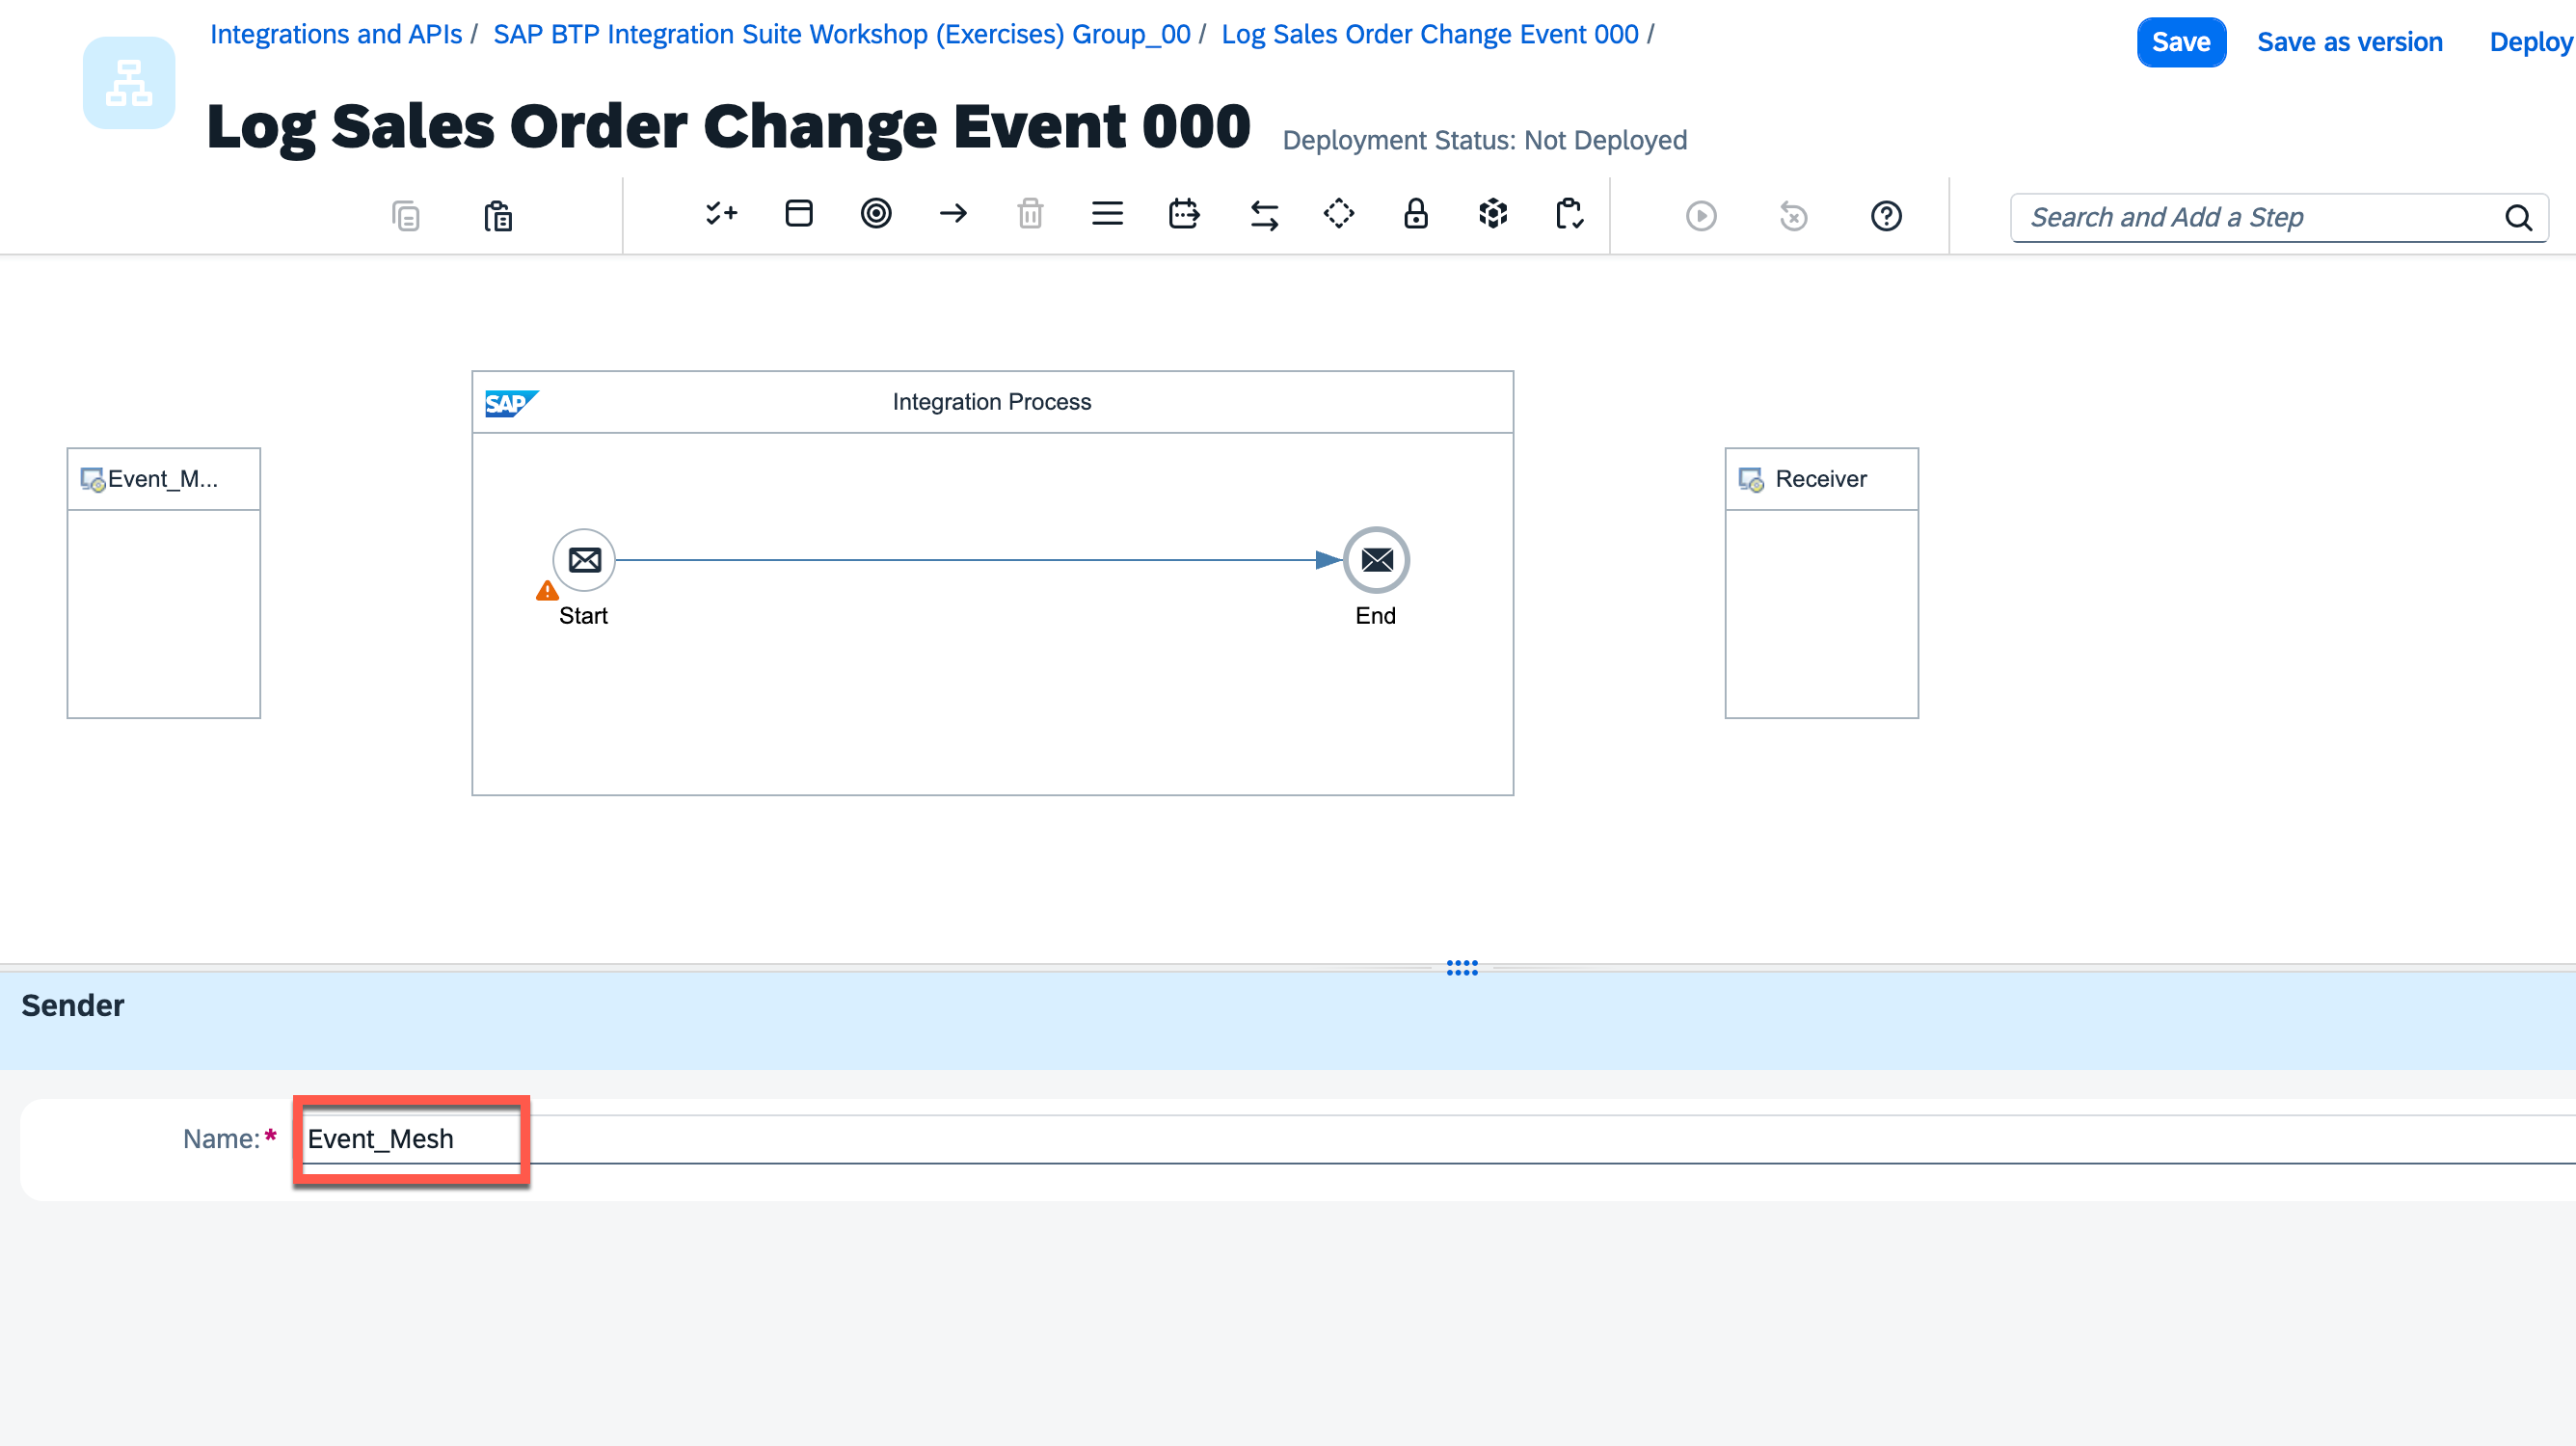 Integrations and APIs / SAP BTP Integration Suite Workshop (Exercises) Group_00 / Log Sales Order Change Event 000 /
Save Save as version Deploy
Log Sales Order Change Event 000 Deployment Status: Not Deployed
Search and Add a Step
SAP Integration Process
Event_M...
Receiver
Start
End
Sender
Name:* Event_Mesh